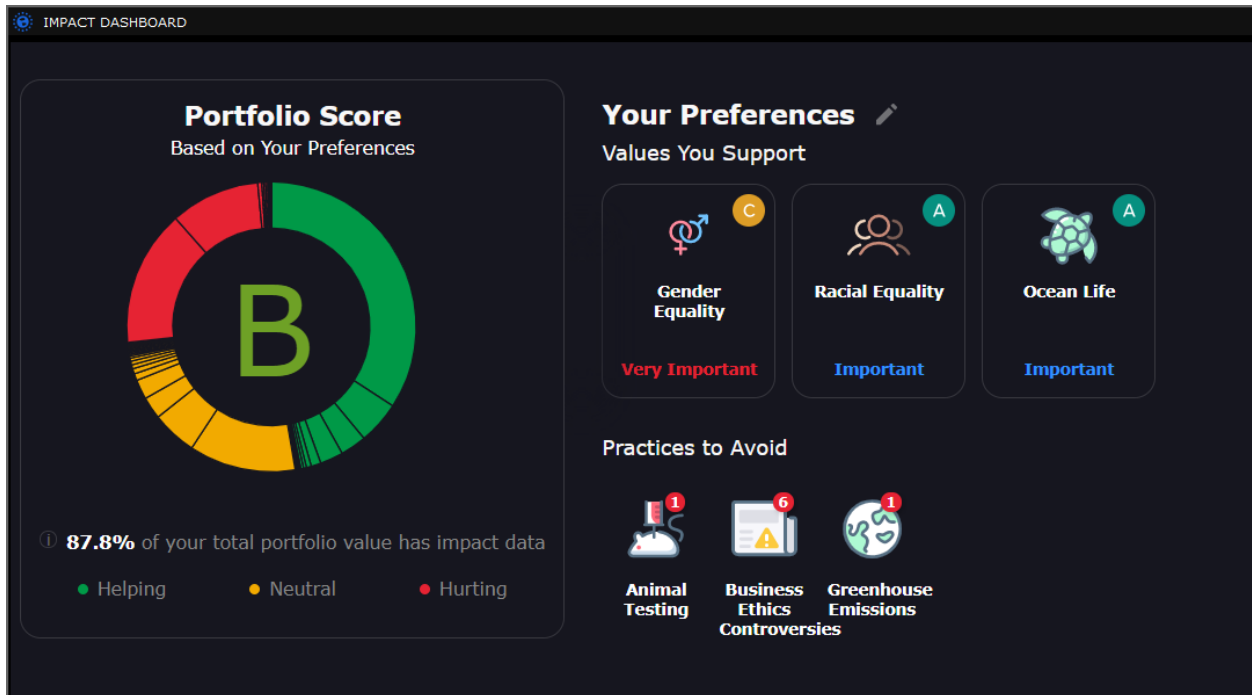 IMPACT DASHBOARD
Portfolio Score
Based on Your Preferences
B
ⓘ 87.8% of your total portfolio value has impact data
Helping
Neutral
Hurting
Your Preferences
Values You Support
C
Gender
Equality
Very Important
A
Racial Equality
Important
A
Ocean Life
Important
Practices to Avoid
1
Animal
Testing
6
Business
Ethics
Controversies
1
Greenhouse
Emissions